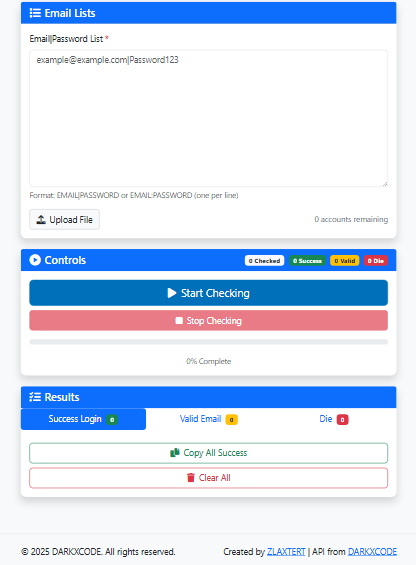 Email Lists
Email|Password List *
example@example.com|Password123
Format: EMAIL|PASSWORD or EMAIL:PASSWORD (one per line)
Upload File
0 accounts remaining
Controls
0 Checked
0 Success
0 Valid
0 Die
Start Checking
Stop Checking
0% Complete
Results
Success Login 0
Valid Email 0
Die 0
Copy All Success
Clear All
© 2025 DARKXCODE. All rights reserved.
Created by ZLAXTERT | API from DARKXCODE